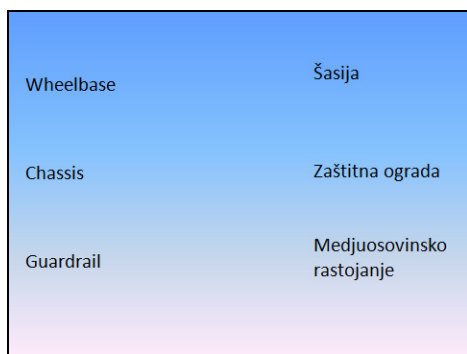 Wheelbase
Šasija
Chassis
Zaštitna ograda
Guardrail
Medjuosovinsko
rastojanje